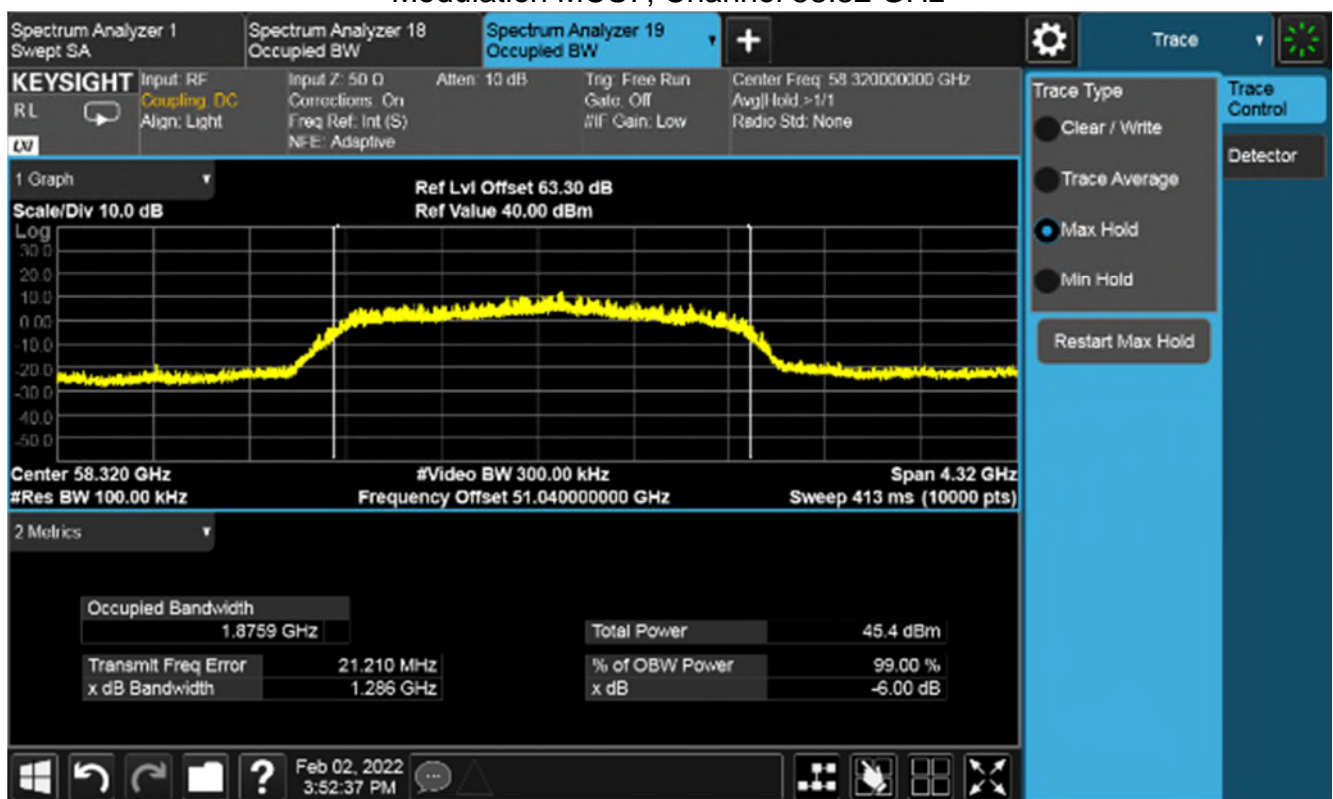 Spectrum Analyzer 1
Swept SA
Spectrum Analyzer 18
Occupied BW
Spectrum Analyzer 19
Occupied BW
Trace
KEYSIGHT
RL
LXI
Input: RF
Coupling: DC
Align: Light
Input Z: 50 Ω
Corrections: On
Freq Ref: Int (S)
NFE: Adaptive
Atten: 10 dB
Trig: Free Run
Gate: Off
#IF Gain: Low
Center Freq: 58.320000000 GHz
Avg|Hold:>1/1
Radio Std: None
Trace Type
Clear / Write
Trace Average
Max Hold
Min Hold
Restart Max Hold
Trace
Control
Detector
1 Graph
Scale/Div 10.0 dB
Ref Lvl Offset 63.30 dB
Ref Value 40.00 dBm
Log
30.0
20.0
10.0
0.00
-10.0
-20.0
-30.0
-40.0
-50.0
Center 58.320 GHz
#Video BW 300.00 kHz
Span 4.32 GHz
#Res BW 100.00 kHz
Frequency Offset 51.040000000 GHz
Sweep 413 ms (10000 pts)
2 Metrics
Occupied Bandwidth
1.8759 GHz
Total Power 45.4 dBm
Transmit Freq Error 21.210 MHz
% of OBW Power 99.00 %
x dB Bandwidth 1.286 GHz
x dB -6.00 dB
?
Feb 02, 2022
3:52:37 PM